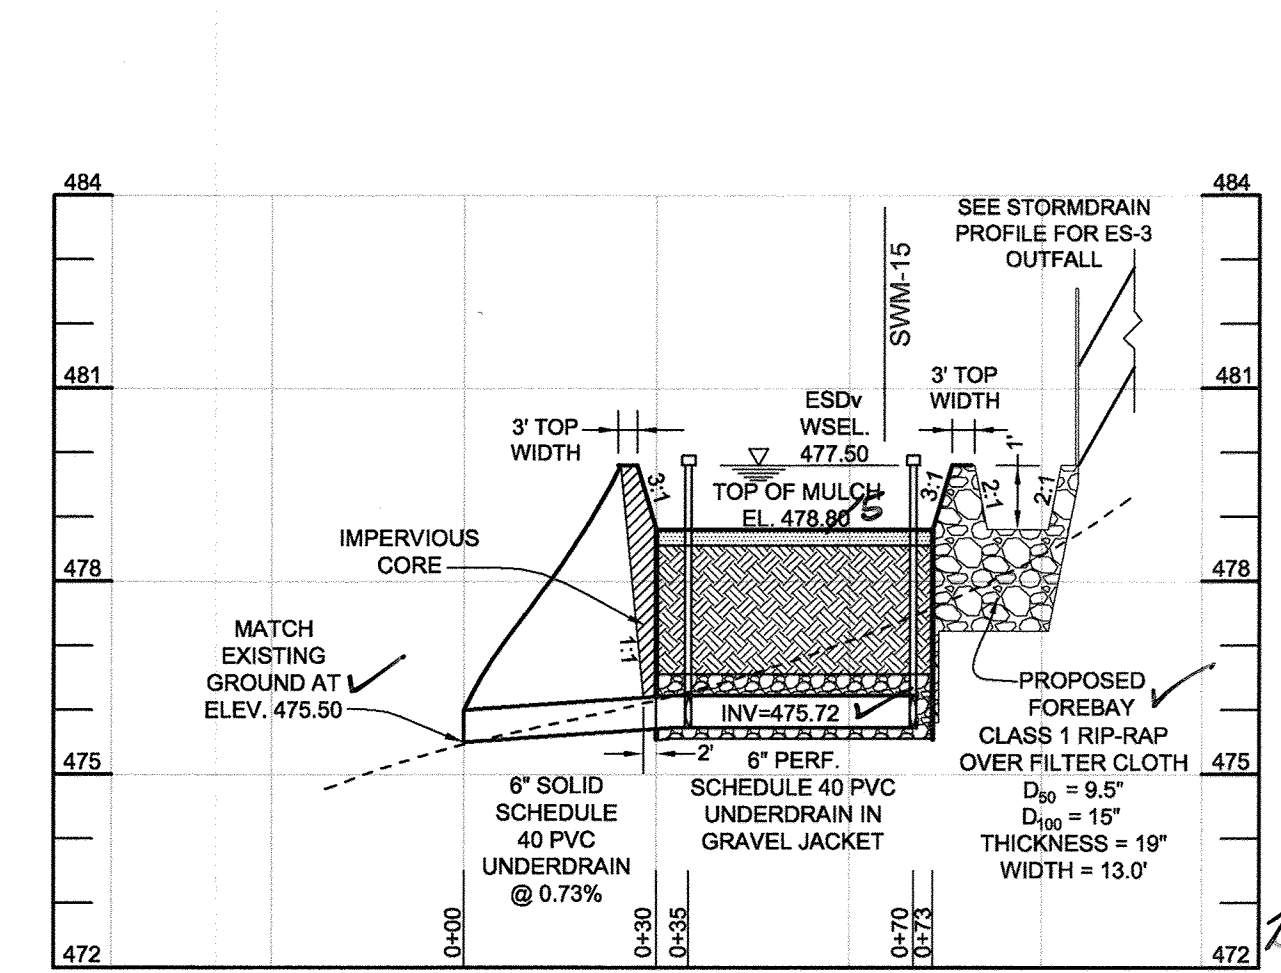 484
484
SEE STORMDRAIN
PROFILE FOR ES-3
OUTFALL
SWM-15
481
481
3' TOP
WIDTH
3' TOP
WIDTH
ESDv
WSEL.
477.50
1'
3:1
3:1
2:1
2:1
TOP OF MULCH
EL. 478.80
5
IMPERVIOUS
CORE
478
478
1:1
MATCH
EXISTING
GROUND AT
ELEV. 475.50
INV=475.72
PROPOSED
FOREBAY
CLASS 1 RIP-RAP
OVER FILTER CLOTH
D50 = 9.5"
D100 = 15"
THICKNESS = 19"
WIDTH = 13.0'
475
475
2'
6" SOLID
SCHEDULE
40 PVC
UNDERDRAIN
@ 0.73%
6" PERF.
SCHEDULE 40 PVC
UNDERDRAIN IN
GRAVEL JACKET
0+00
0+30
0+35
0+70
0+73
472
472